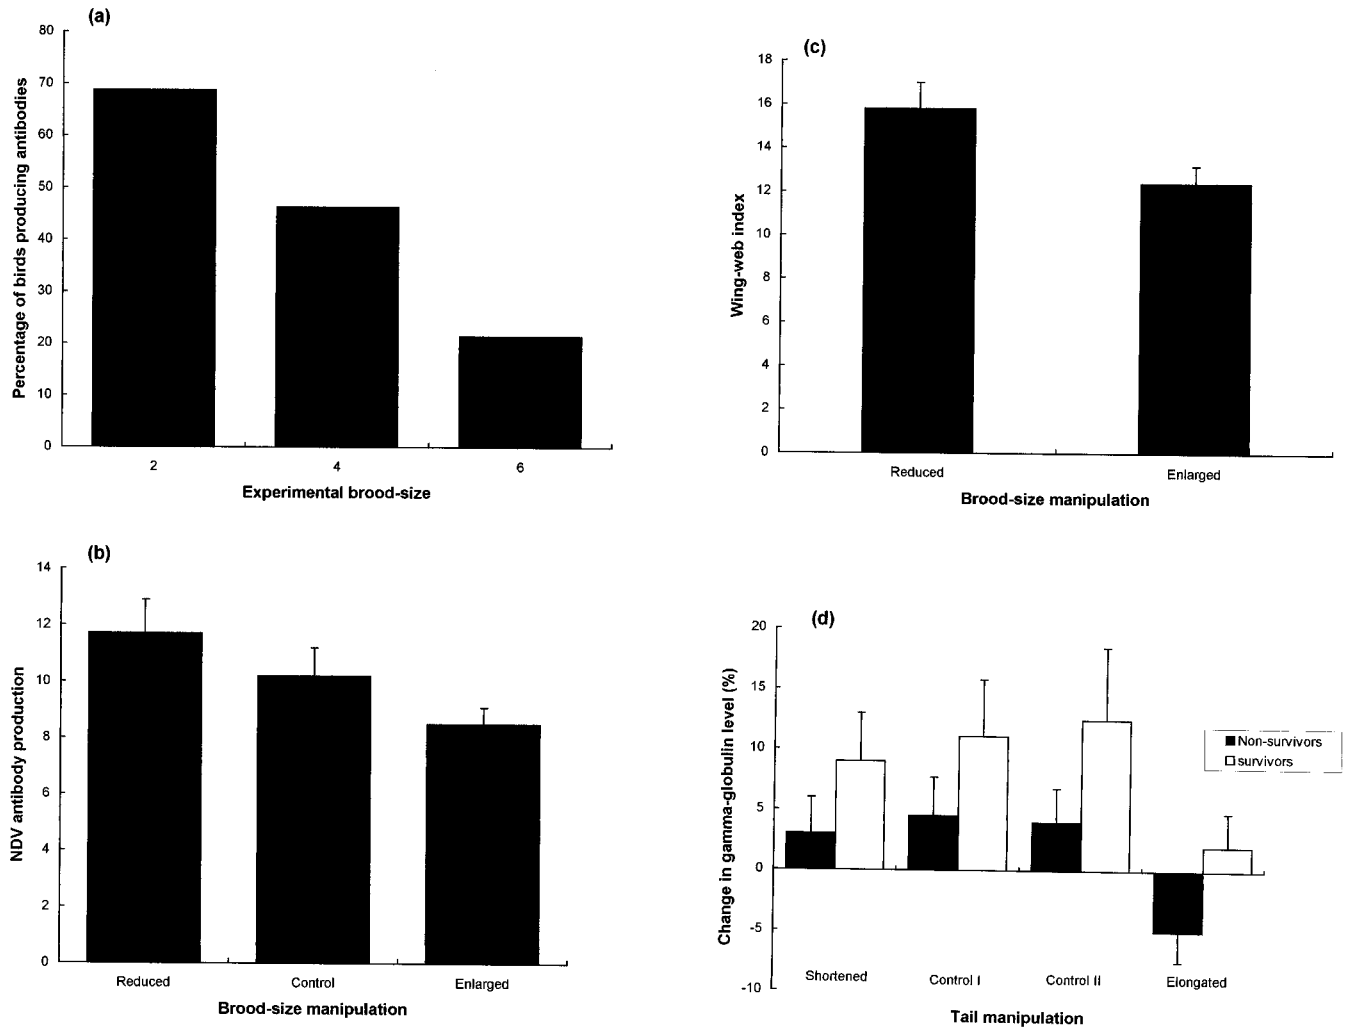 (a)
80
70
60
50
40
30
20
10
0
Percentage of birds producing antibodies
2 4 6
Experimental brood-size
(b)
14
12
10
8
6
4
2
0
NDV antibody production
Reduced Control Enlarged
Brood-size manipulation
(c)
18
16
14
12
10
8
6
4
2
0
Wing-web index
Reduced Enlarged
Brood-size manipulation
(d)
20
15
10
5
0
-5
-10
Change in gamma-globulin level (%)
Non-survivors
survivors
Shortened Control I Control II Elongated
Tail manipulation